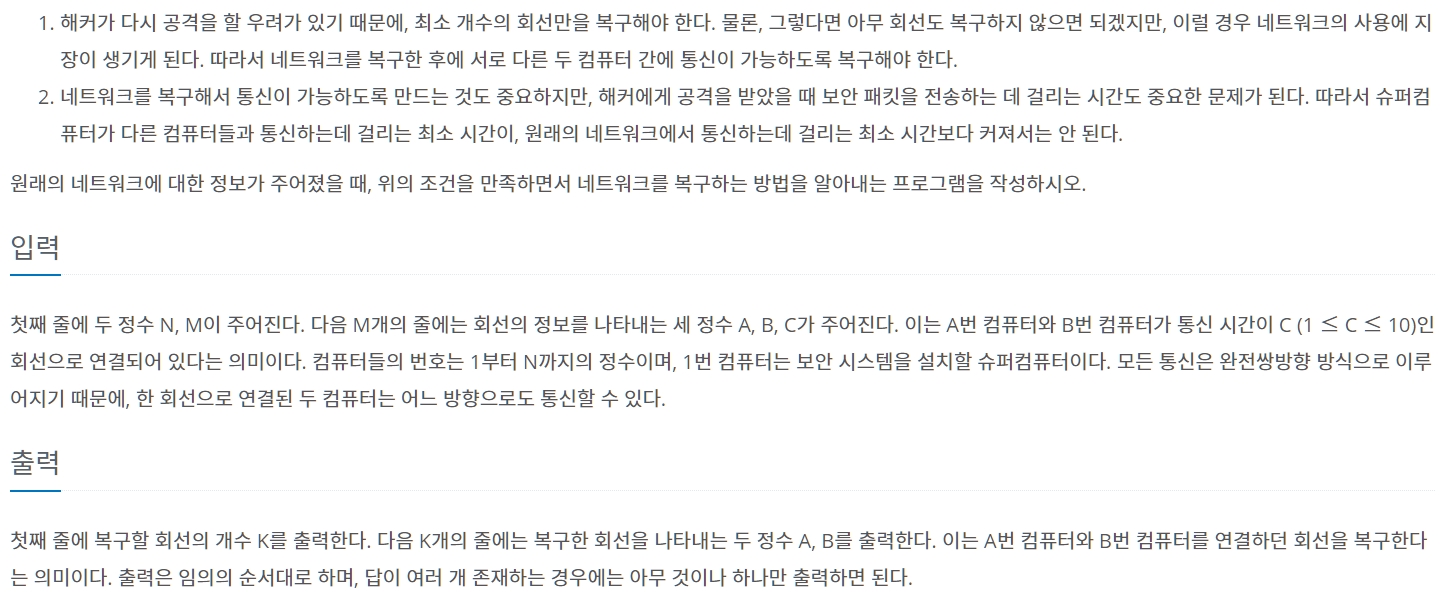 1. 해커가 다시 공격을 할 우려가 있기 때문에, 최소 개수의 회선만을 복구해야 한다. 물론, 그렇다면 아무 회선도 복구하지 않으면 되겠지만, 이럴 경우 네트워크의 사용에 지
장이 생기게 된다. 따라서 네트워크를 복구한 후에 서로 다른 두 컴퓨터 간에 통신이 가능하도록 복구해야 한다.
2. 네트워크를 복구해서 통신이 가능하도록 만드는 것도 중요하지만, 해커에게 공격을 받았을 때 보안 패킷을 전송하는 데 걸리는 시간도 중요한 문제가 된다. 따라서 슈퍼컴
퓨터가 다른 컴퓨터들과 통신하는데 걸리는 최소 시간이, 원래의 네트워크에서 통신하는데 걸리는 최소 시간보다 커져서는 안 된다.
원래의 네트워크에 대한 정보가 주어졌을 때, 위의 조건을 만족하면서 네트워크를 복구하는 방법을 알아내는 프로그램을 작성하시오.
입력
첫째 줄에 두 정수 N, M이 주어진다. 다음 M개의 줄에는 회선의 정보를 나타내는 세 정수 A, B, C가 주어진다. 이는 A번 컴퓨터와 B번 컴퓨터가 통신 시간이 C (1 ≤ C ≤ 10)인
회선으로 연결되어 있다는 의미이다. 컴퓨터들의 번호는 1부터 N까지의 정수이며, 1번 컴퓨터는 보안 시스템을 설치할 슈퍼컴퓨터이다. 모든 통신은 완전쌍방향 방식으로 이루
어지기 때문에, 한 회선으로 연결된 두 컴퓨터는 어느 방향으로도 통신할 수 있다.
출력
첫째 줄에 복구할 회선의 개수 K를 출력한다. 다음 K개의 줄에는 복구한 회선을 나타내는 두 정수 A, B를 출력한다. 이는 A번 컴퓨터와 B번 컴퓨터를 연결하던 회선을 복구한다
는 의미이다. 출력은 임의의 순서대로 하며, 답이 여러 개 존재하는 경우에는 아무 것이나 하나만 출력하면 된다.